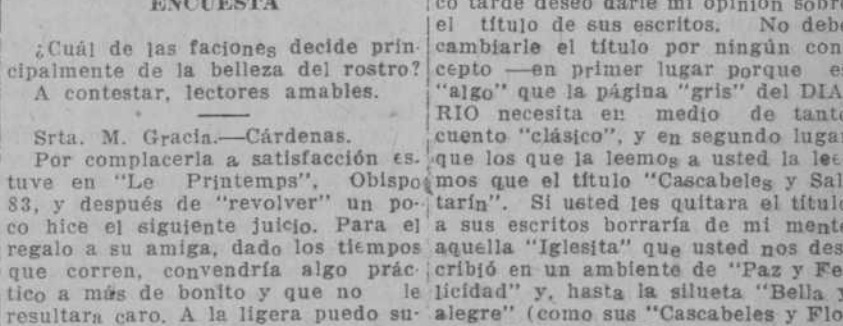 ENCUESTA
¿Cuál de las faciones decide prin-
cipalmente de la belleza del rostro?
A contestar, lectores amables.
Srta. M. Gracia.—Cárdenas.
Por complacerla a satisfacción es-
tuve en "Le Printemps", Obispo
83, y después de "revolver" un po-
co hice el siguiente juicio. Para el
regalo a su amiga, dado los tiempos
que corren, convendría algo prác-
tico a más de bonito y que no le
resultara caro. A la ligera puedo su-
co tarde deseo darle mi opinión sobre
el título de sus escritos. No debe
cambiarle el título por ningún con
cepto —en primer lugar porque es
"algo" que la página "gris" del DIA
RIO necesita en medio de tanto
cuento "clásico", y en segundo lugar
que los que la leemos a usted la lee
mos que el título "Cascabeles y Sal
tarín". Si usted les quitara el título
a sus escritos borraría de mi mente
aquella "Iglesita" que usted nos des
cribió en un ambiente de "Paz y Fe
licidad" y, hasta la silueta "Bella y
alegre" (como sus "Cascabeles y Flo